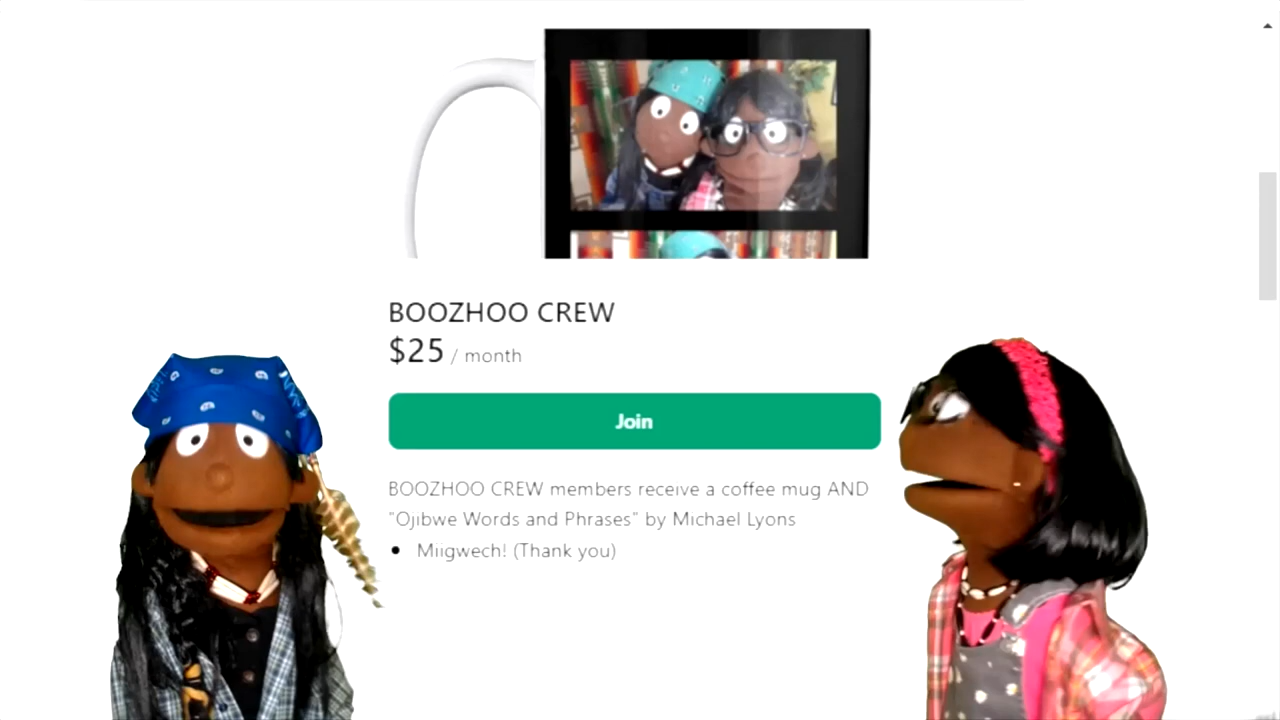 BOOZHOO CREW
$25 / month
Join
BOOZHOO CREW members receive a coffee mug AND
"Ojibwe Words and Phrases" by Michael Lyons
• Miigwech! (Thank you)